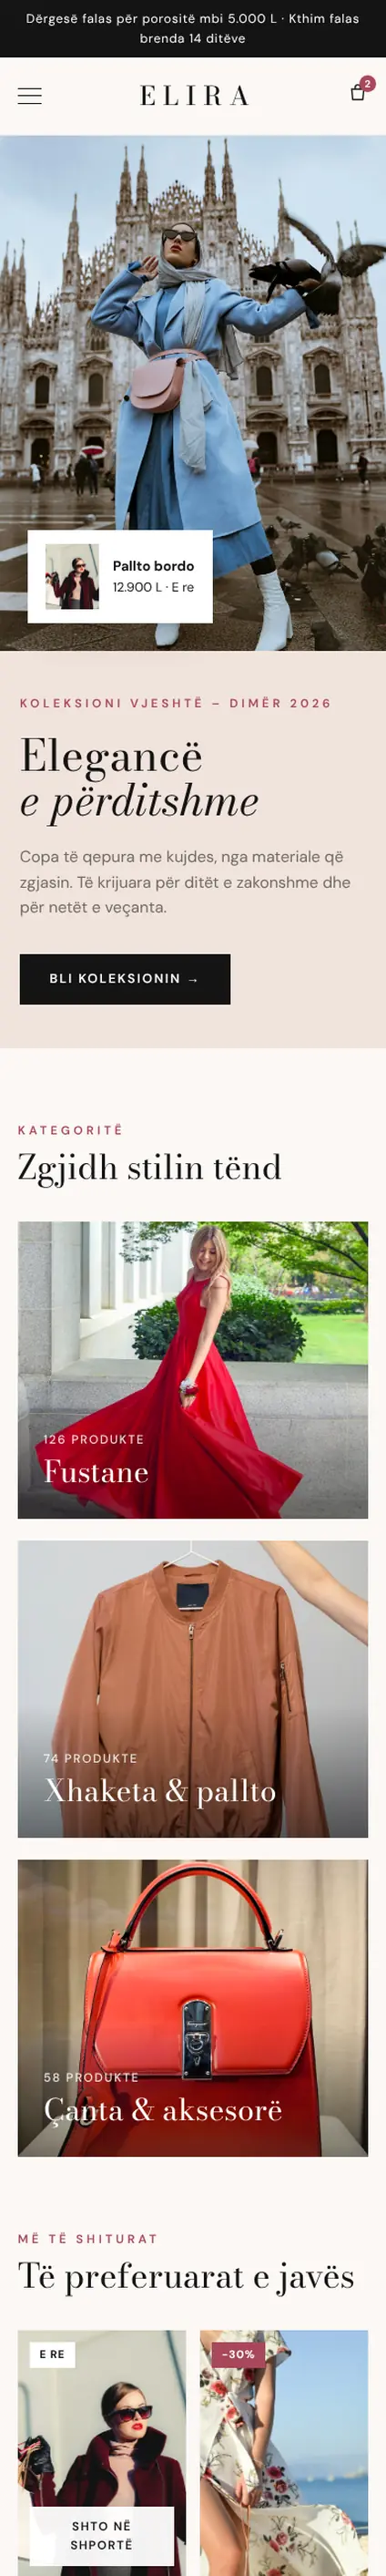 Dërgesë falas për porositë mbi 5.000 L · Kthim falas
brenda 14 ditëve
ELIRA
2
Pallto bordo
12.900 L · E re
KOLEKSIONI VJESHTË – DIMËR 2026
Elegancë
e përditshme
Copa të qepura me kujdes, nga materiale që
zgjasin. Të krijuara për ditët e zakonshme dhe
për netët e veçanta.
BLI KOLEKSIONIN →
KATEGORITË
Zgjidh stilin tënd
126 PRODUKTE
Fustane
74 PRODUKTE
Xhaketa & pallto
58 PRODUKTE
Çanta & aksesorë
MË TË SHITURAT
Të preferuarat e javës
E RE
-30%
SHTO NË
SHPORTË